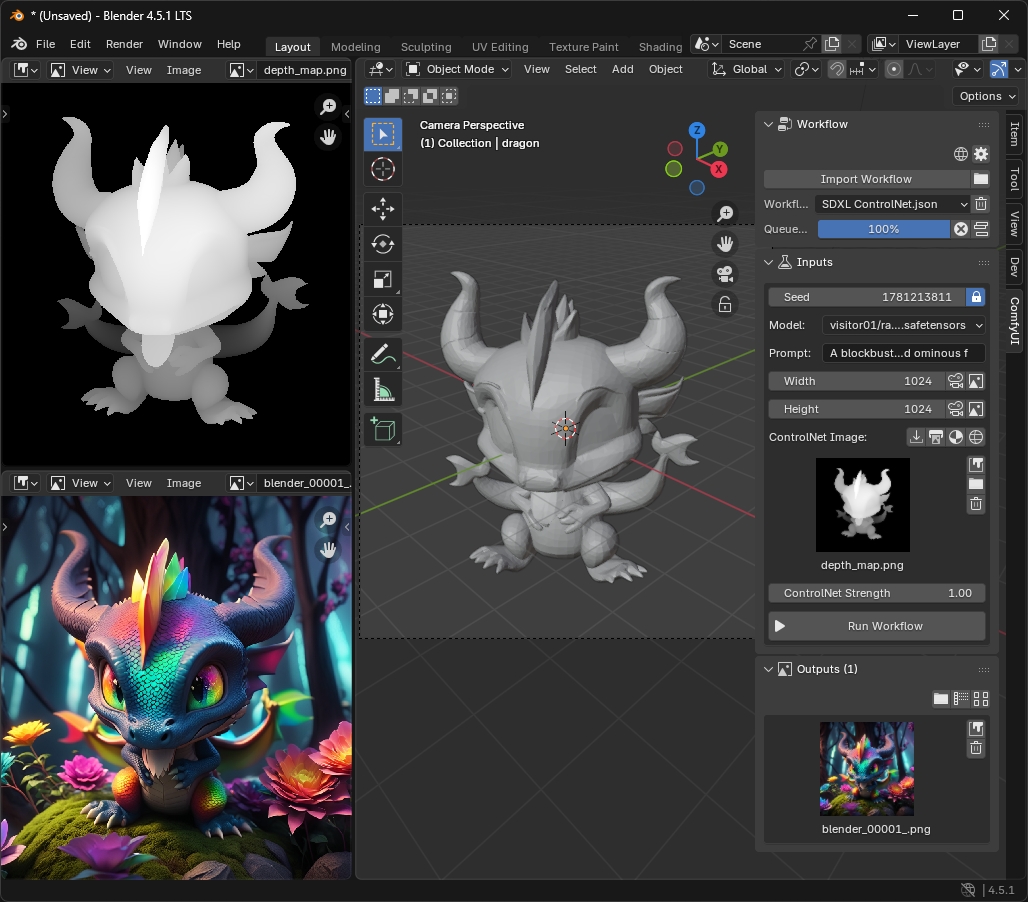 * (Unsaved) - Blender 4.5.1 LTS
File Edit Render Window Help Layout Modeling Sculpting UV Editing Texture Paint Shading Scene ViewLayer
View View Image depth_map.png
Object Mode View Select Add Object Global
Options
Camera Perspective
(1) Collection | dragon
Z
Y
X
Workflow
Import Workflow
Workfl... SDXL ControlNet.json
Queue... 100%
Inputs
Seed 1781213811
Model: visitor01/ra....safetensors
Prompt: A blockbust...d ominous f
Width 1024
Height 1024
ControlNet Image:
depth_map.png
ControlNet Strength 1.00
Run Workflow
Outputs (1)
blender_00001_.png
Item
Tool
View
Dev
ComfyUI
View View Image blender_00001_.
4.5.1